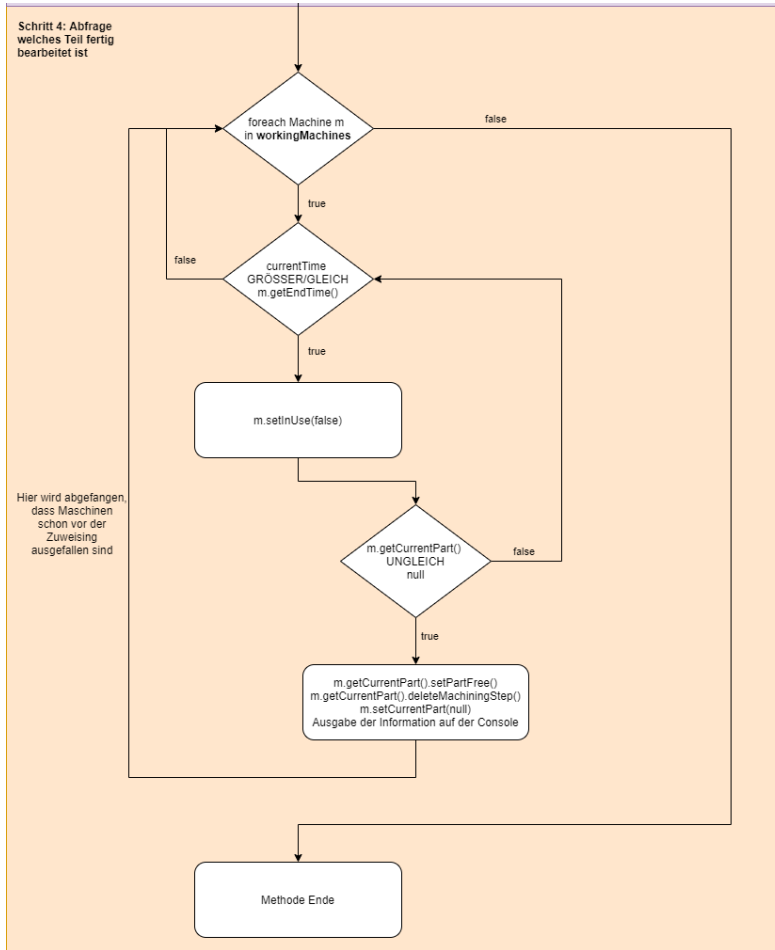 Schritt 4: Abfrage
welches Teil fertig
bearbeitet ist
foreach Machine m
in workingMachines
false
true
currentTime
GRÖSSER/GLEICH
m.getEndTime()
false
true
m.setInUse(false)
Hier wird abgefangen,
dass Maschinen
schon vor der
Zuweising
ausgefallen sind
m.getCurrentPart()
UNGLEICH
null
false
true
m.getCurrentPart().setPartFree()
m.getCurrentPart().deleteMachiningStep()
m.setCurrentPart(null)
Ausgabe der Information auf der Console
Methode Ende